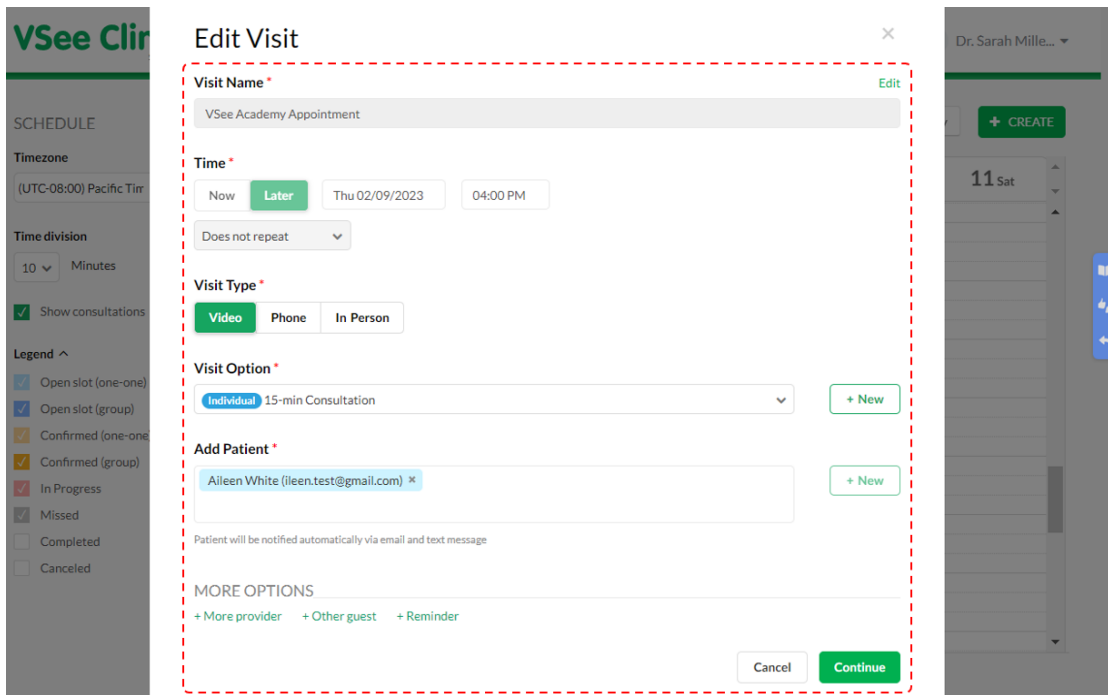 VSee Clin
Dr. Sarah Mille...
SCHEDULE
Timezone
(UTC-08:00) Pacific Tim
Time division
10
Minutes
Show consultations
Legend
Open slot (one-one)
Open slot (group)
Confirmed (one-one
Confirmed (group)
In Progress
Missed
Completed
Canceled
Edit Visit
×
Visit Name *
Edit
VSee Academy Appointment
Time *
Now
Later
Thu 02/09/2023
04:00 PM
Does not repeat
Visit Type *
Video
Phone
In Person
Visit Option *
Individual 15-min Consultation
+ New
Add Patient *
Aileen White (ileen.test@gmail.com) ×
+ New
Patient will be notified automatically via email and text message
MORE OPTIONS
+ More provider + Other guest + Reminder
Cancel
Continue
+ CREATE
11 Sat